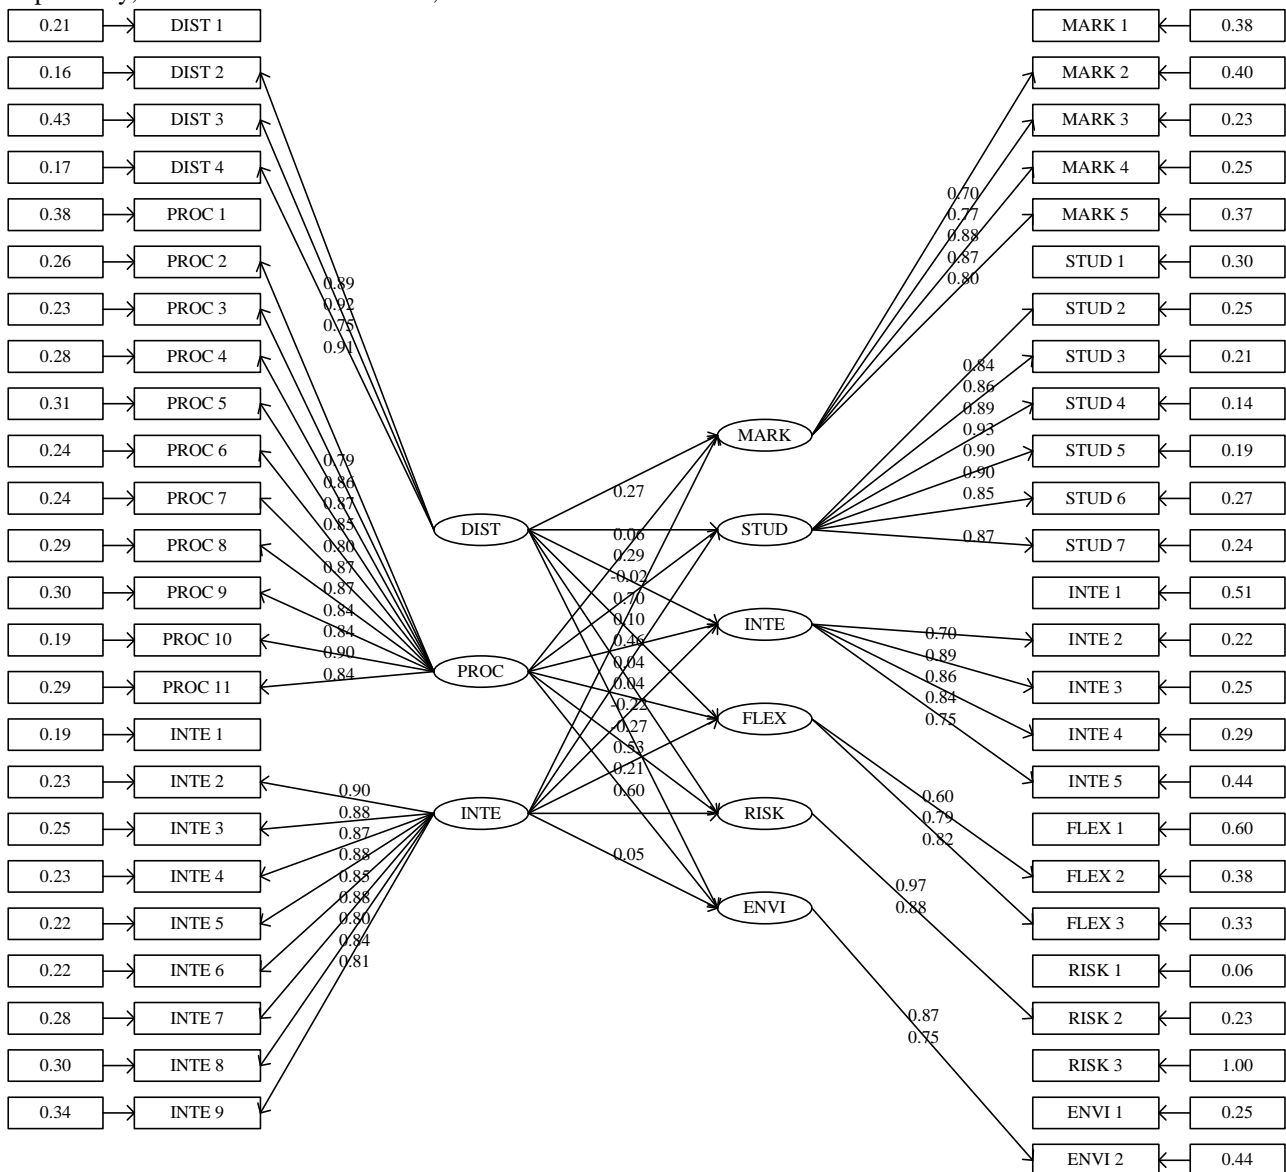 0.21 DIST 1 MARK 1 0.38
0.16 DIST 2 MARK 2 0.40
0.43 DIST 3 MARK 3 0.23
0.17 DIST 4 MARK 4 0.25
0.70
0.38 PROC 1 0.77 MARK 5 0.37
0.88
0.26 PROC 2 0.87 STUD 1 0.30
0.89 0.80
0.92
0.23 PROC 3 STUD 2 0.25
0.75
0.91
0.28 PROC 4 STUD 3 0.21
0.84
0.86
0.31 PROC 5 0.89 STUD 4 0.14
0.93
MARK
0.24 PROC 6 0.79 0.90 STUD 5 0.19
0.86 0.90
0.24 PROC 7 0.87 0.27 0.85 STUD 6 0.27
0.85 DIST STUD
0.29 PROC 8 0.80 0.06 0.87 STUD 7 0.24
0.87 0.29
0.30 PROC 9 0.87 -0.02 INTE 1 0.51
0.84 0.70
0.84 0.10 INTE
0.19 PROC 10 0.90 0.46 0.70 INTE 2 0.22
0.84 0.04 0.89
0.29 PROC 11 PROC 0.04 0.86 INTE 3 0.25
-0.22 0.84
0.19 INTE 1 -0.27 FLEX 0.75 INTE 4 0.29
0.53
0.21
0.23 INTE 2 0.90 0.60 0.60 INTE 5 0.44
0.88 INTE RISK 0.79
0.25 INTE 3 0.87 0.82 FLEX 1 0.60
0.88 0.05
0.23 INTE 4 0.85 0.97 FLEX 2 0.38
0.88 ENVI 0.88
0.22 INTE 5 0.80 FLEX 3 0.33
0.84
0.22 INTE 6 0.81 RISK 1 0.06
0.28 INTE 7 0.87 RISK 2 0.23
0.75
0.30 INTE 8 RISK 3 1.00
0.34 INTE 9 ENVI 1 0.25
ENVI 2 0.44